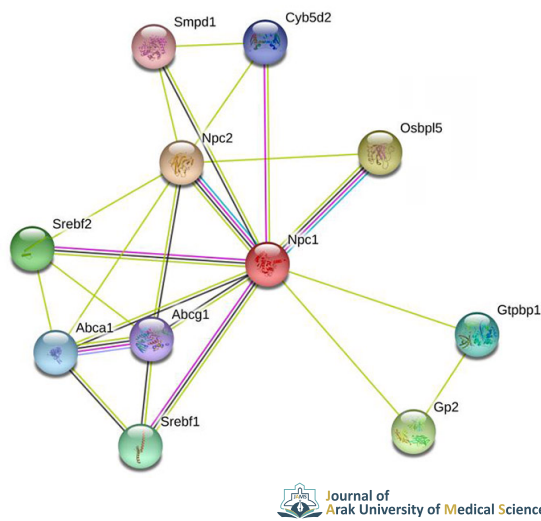 Smpd1
Cyb5d2
Osbpl5
Npc2
Srebf2
Npc1
Gtpbp1
Abcg1
Abca1
Gp2
Srebf1
Journal of
Arak University of Medical Science